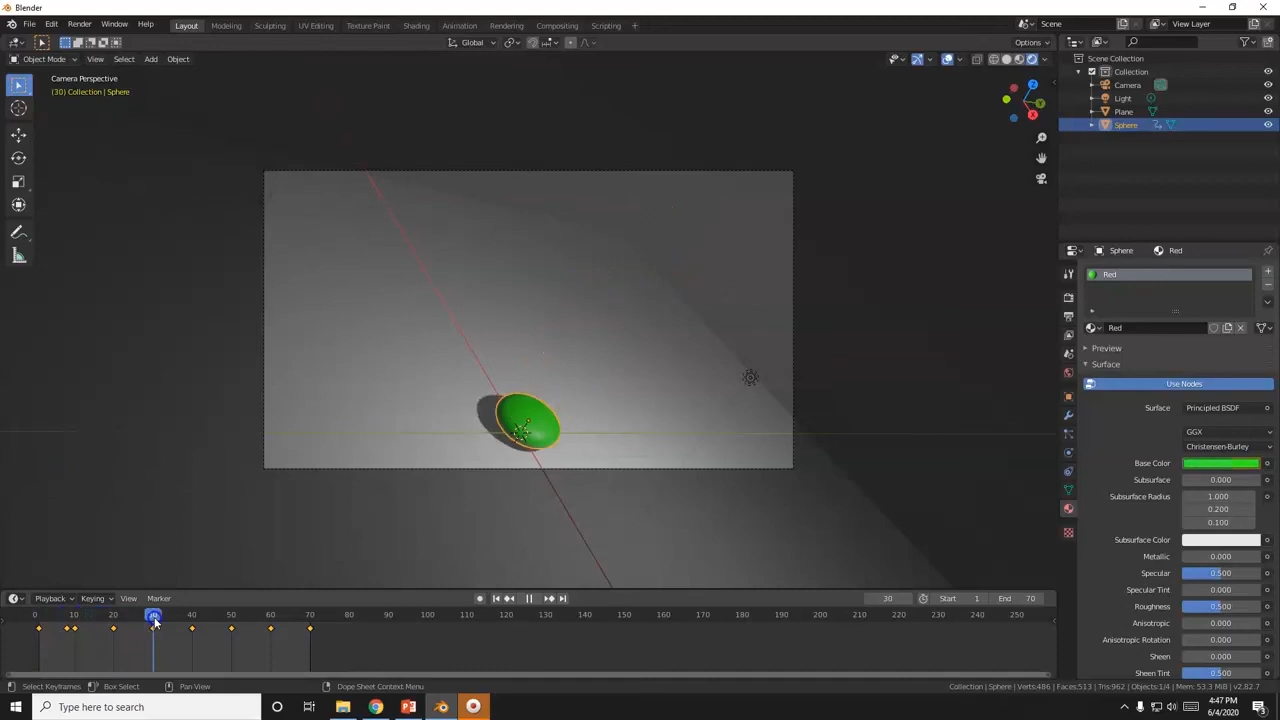 Blender
File Edit Render Window Help Layout Modeling Sculpting UV Editing Texture Paint Shading Animation Rendering Compositing Scripting + Scene View Layer
Global Options
Object Mode View Select Add Object
Camera Perspective
(30) Collection | Sphere
Z
Y
X
Scene Collection
Collection
Camera
Light
Plane
Sphere
Sphere Red
Red
Red
Preview
Surface
Use Nodes
Surface Principled BSDF
GGX
Christensen-Burley
Base Color
Subsurface 0.000
Subsurface Radius 1.000
0.200
0.100
Subsurface Color
Metallic 0.000
Specular 0.500
Specular Tint 0.000
Roughness 0.500
Anisotropic 0.000
Anisotropic Rotation 0.000
Sheen 0.000
Sheen Tint 0.500
Playback Keying View Marker 30 Start 1 End 70
0 10 20 40 50 60 70 80 90 100 110 120 130 140 150 160 170 180 190 200 210 220 230 240 250
Select Keyframes Box Select Pan View Dope Sheet Context Menu Collection | Sphere | Verts:486 | Faces:513 | Tris:962 | Objects:1/4 | Mem: 53.3 MiB | v2.82.7
Type here to search
4:47 PM
6/4/2020